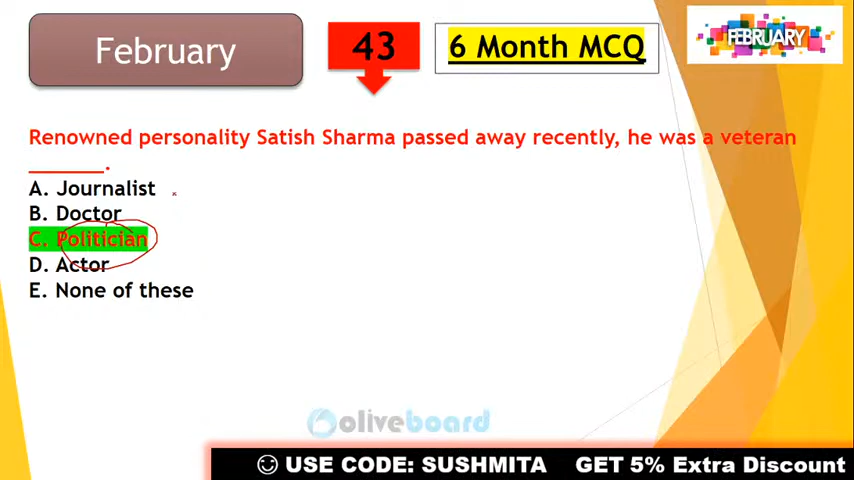 February
43
6 Month MCQ
FEBRUARY
Renowned personality Satish Sharma passed away recently, he was a veteran
_______.
A. Journalist
B. Doctor
C. Politician
D. Actor
E. None of these
oliveboard
USE CODE: SUSHMITA GET 5% Extra Discount